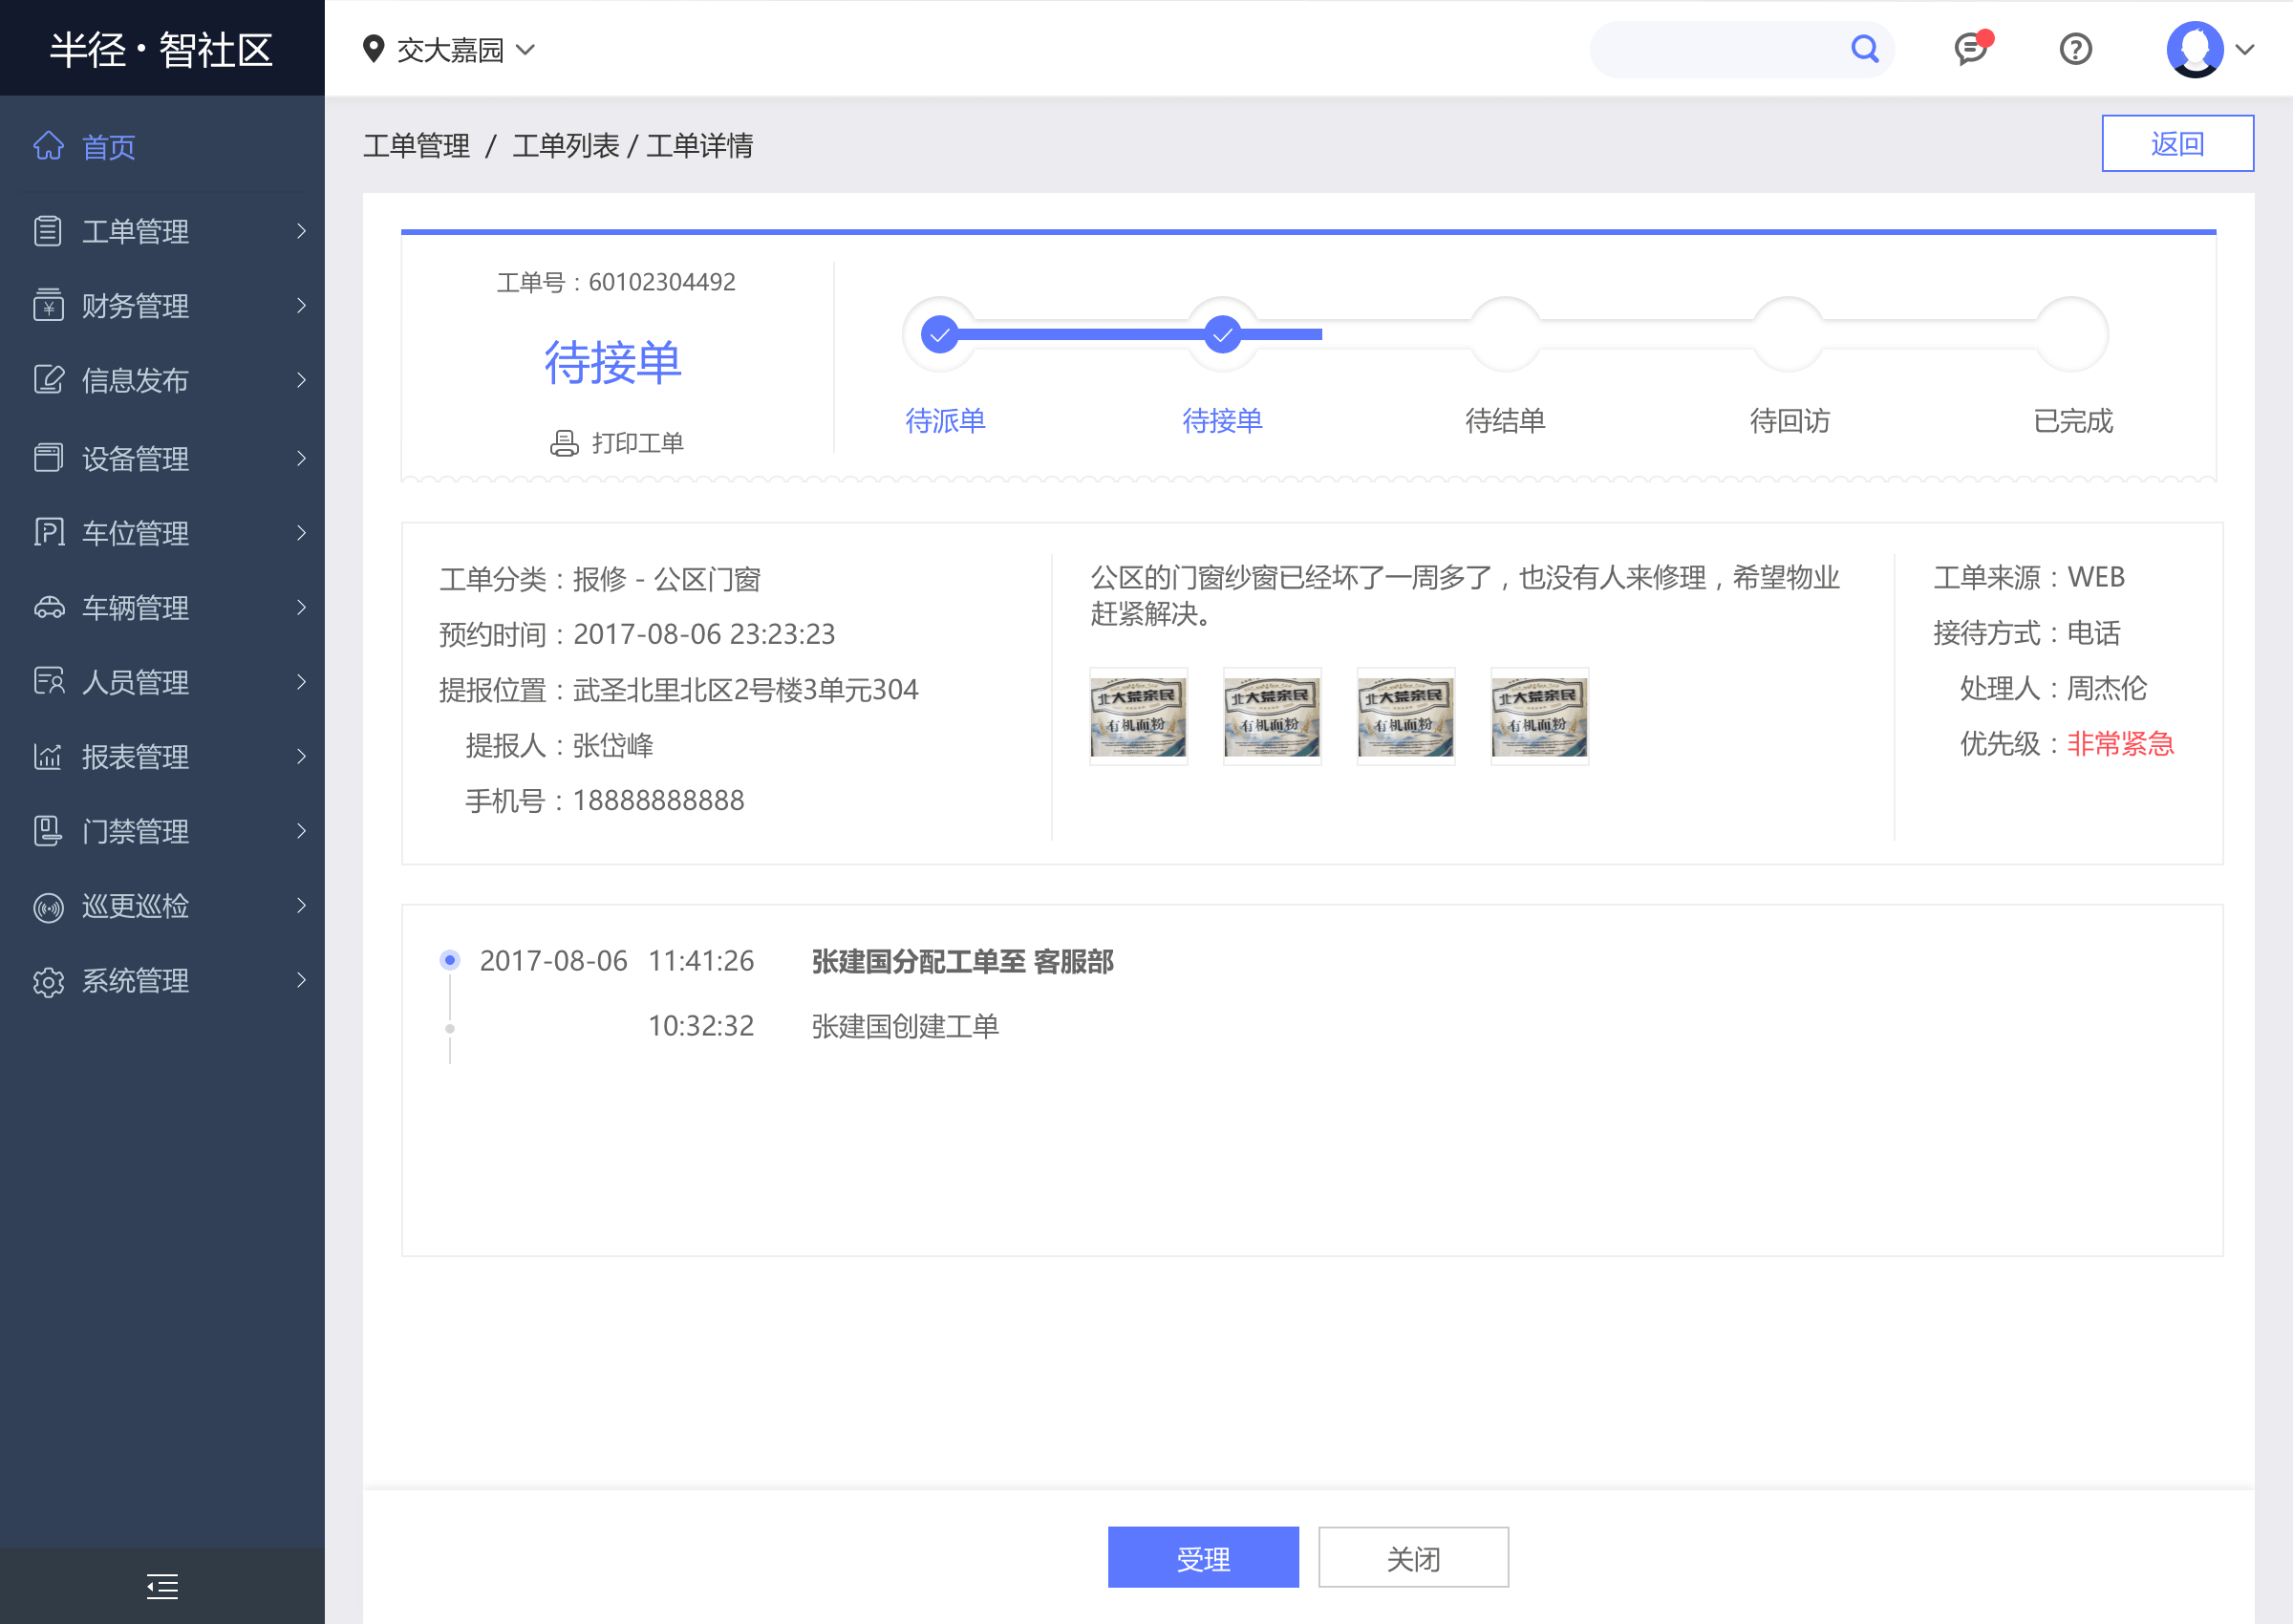 半径·智社区
交大嘉园
首页
工单管理
财务管理
信息发布
设备管理
车位管理
车辆管理
人员管理
报表管理
门禁管理
巡更巡检
系统管理
工单管理 / 工单列表 / 工单详情
返回
工单号：60102304492
待接单
打印工单
待派单
待接单
待结单
待回访
已完成
工单分类：报修 - 公区门窗
预约时间：2017-08-06 23:23:23
提报位置：武圣北里北区2号楼3单元304
提报人：张岱峰
手机号：18888888888
公区的门窗纱窗已经坏了一周多了，也没有人来修理，希望物业
赶紧解决。
北大荒亲民
有机面粉
北大荒亲民
有机面粉
北大荒亲民
有机面粉
北大荒亲民
有机面粉
工单来源：WEB
接待方式：电话
处理人：周杰伦
优先级：非常紧急
2017-08-06 11:41:26 张建国分配工单至 客服部
10:32:32 张建国创建工单
受理
关闭